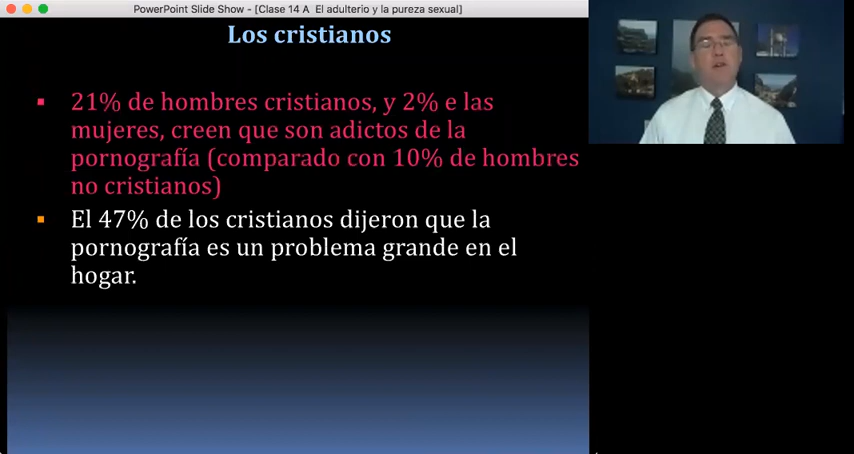 PowerPoint Slide Show - [Clase 14 A  El adulterio y la pureza sexual]
Los cristianos
▪ 21% de hombres cristianos, y 2% e las
mujeres, creen que son adictos de la
pornografía (comparado con 10% de hombres
no cristianos)
▪ El 47% de los cristianos dijeron que la
pornografía es un problema grande en el
hogar.